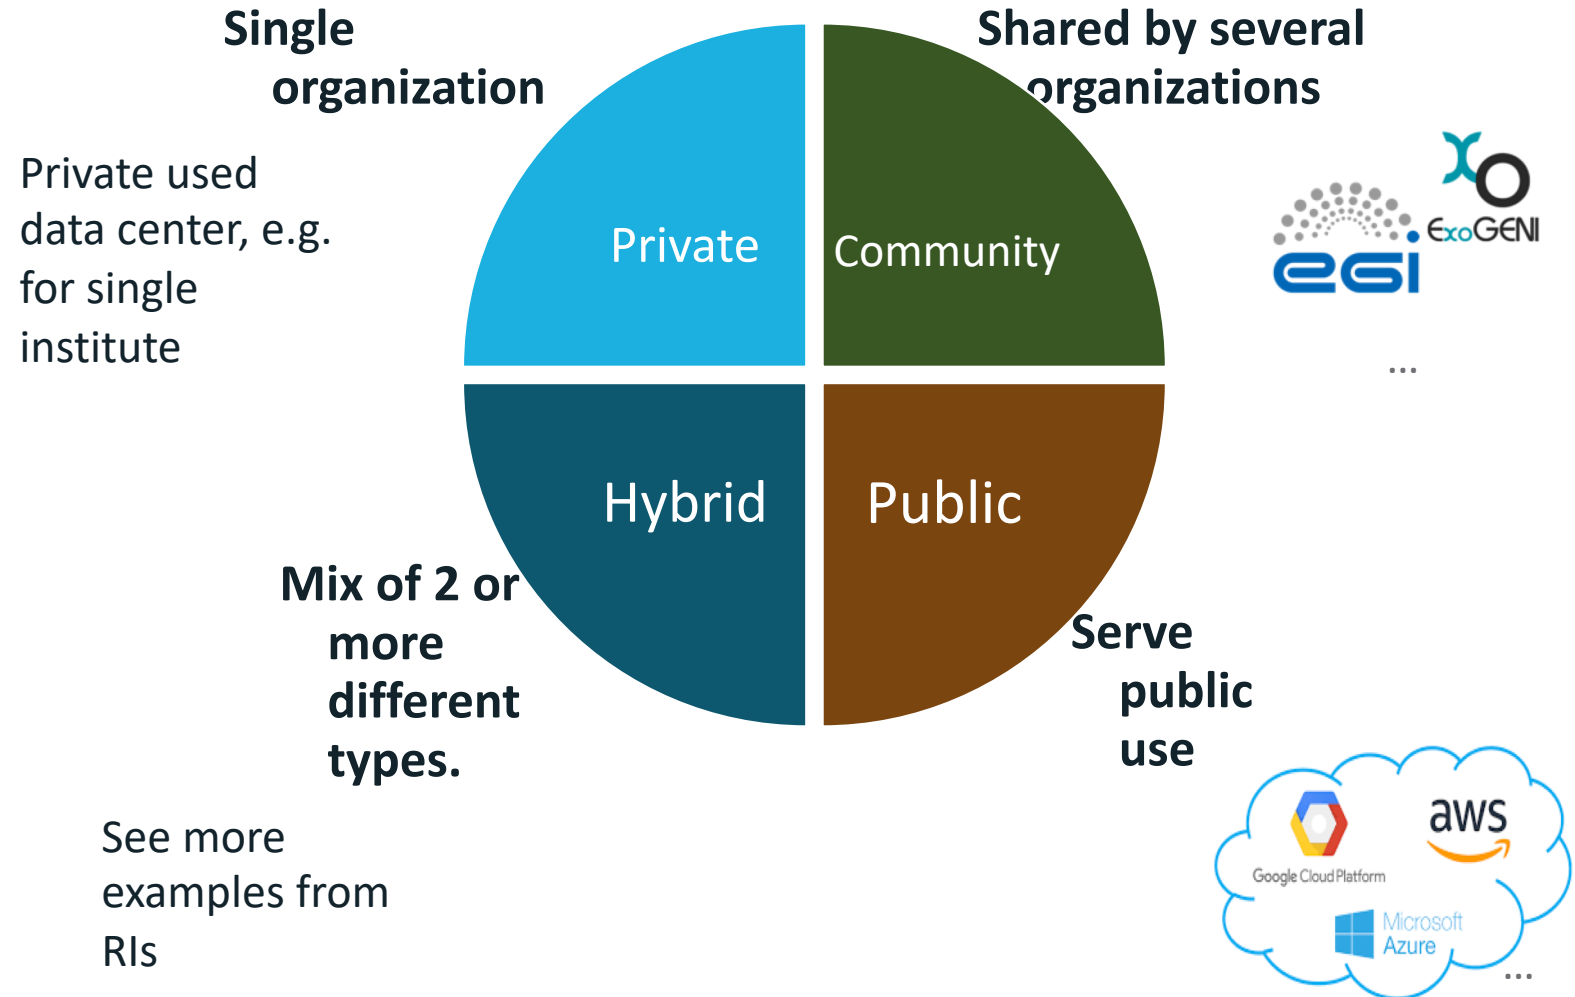 Single
organization
Shared by several
organizations
Private used
data center, e.g.
for single
institute
Private
Community
ExoGENI
egi
...
Hybrid
Public
Mix of 2 or
more
different
types.
Serve
public
use
See more
examples from
RIs
aws
Google Cloud Platform
Microsoft
Azure
...